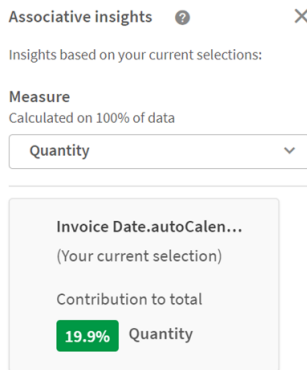 Associative insights
Insights based on your current selections:
Measure
Calculated on 100% of data
Quantity
Invoice Date.autoCalen...
(Your current selection)
Contribution to total
19.9% Quantity